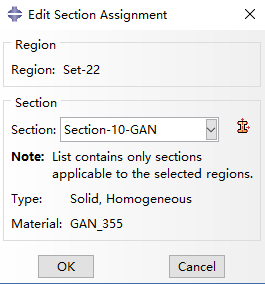 Edit Section Assignment
Region
Region: Set-22
Section
Section: Section-10-GAN
Note: List contains only sections
applicable to the selected regions.
Type: Solid, Homogeneous
Material: GAN_355
OK Cancel